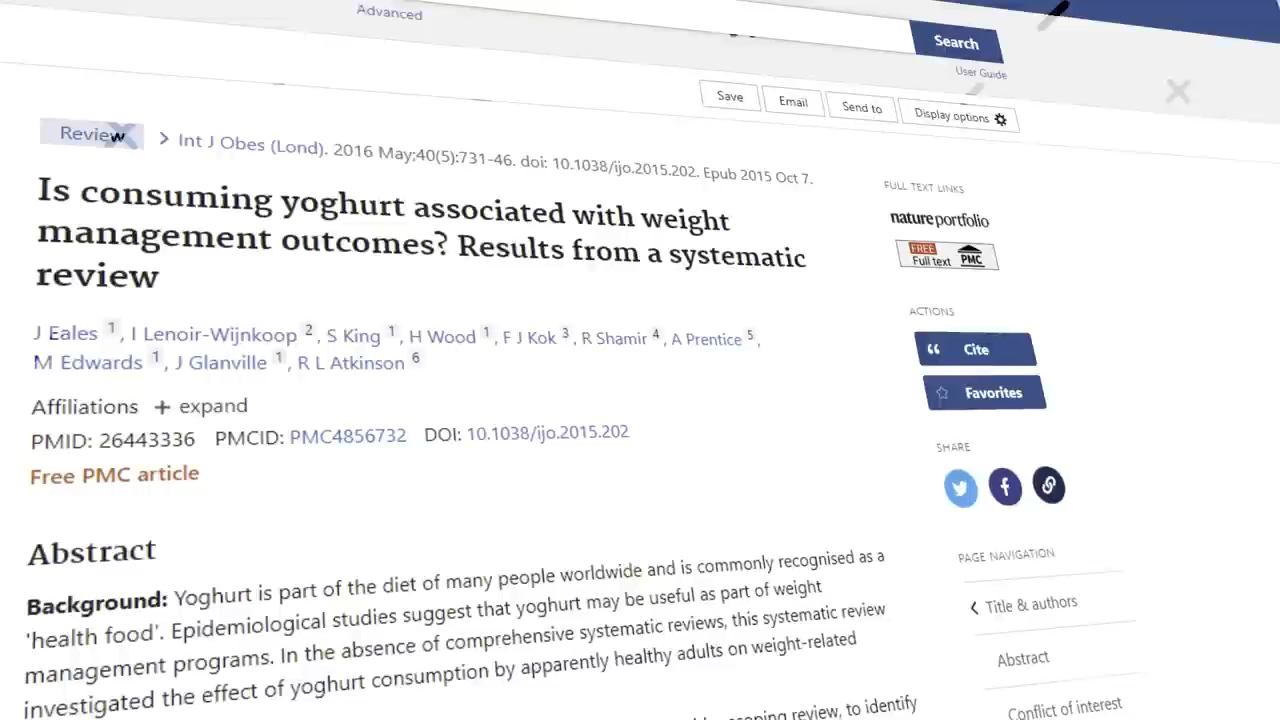 Advanced
Search
User Guide
Save
Email
Send to
Display options
Review
Int J Obes (Lond). 2016 May;40(5):731-46. doi: 10.1038/ijo.2015.202. Epub 2015 Oct 7.
Is consuming yoghurt associated with weight
management outcomes? Results from a systematic
review
J Eales 1, I Lenoir-Wijnkoop 2, S King 1, H Wood 1, F J Kok 3, R Shamir 4, A Prentice 5,
M Edwards 1, J Glanville 1, R L Atkinson 6
Affiliations + expand
PMID: 26443336 PMCID: PMC4856732 DOI: 10.1038/ijo.2015.202
Free PMC article
Abstract
Background: Yoghurt is part of the diet of many people worldwide and is commonly recognised as a
'health food'. Epidemiological studies suggest that yoghurt may be useful as part of weight
management programs. In the absence of comprehensive systematic reviews, this systematic review
investigated the effect of yoghurt consumption by apparently healthy adults on weight-related
review, to identify
FULL TEXT LINKS
nature portfolio
FREE
Full text PMC
ACTIONS
Cite
Favorites
SHARE
PAGE NAVIGATION
Title & authors
Abstract
Conflict of interest